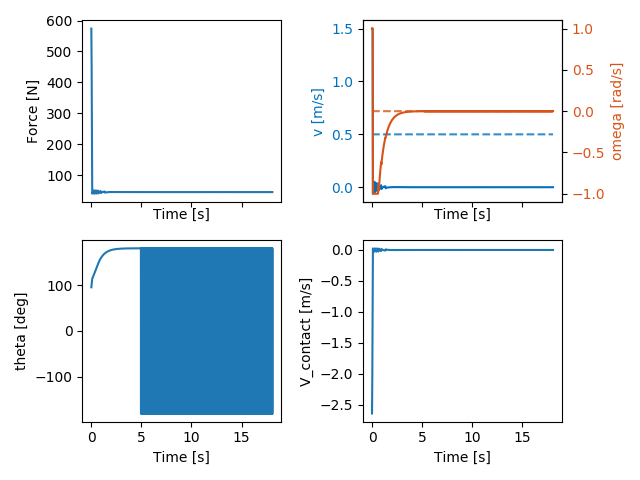 600
500
400
300
200
100
Force [N]
Time [s]
1.5
1.0
0.5
0.0
v [m/s]
1.0
0.5
0.0
−0.5
−1.0
omega [rad/s]
Time [s]
100
0
−100
theta [deg]
0 5 10 15
Time [s]
0.0
−0.5
−1.0
−1.5
−2.0
−2.5
V_contact [m/s]
0 5 10 15
Time [s]